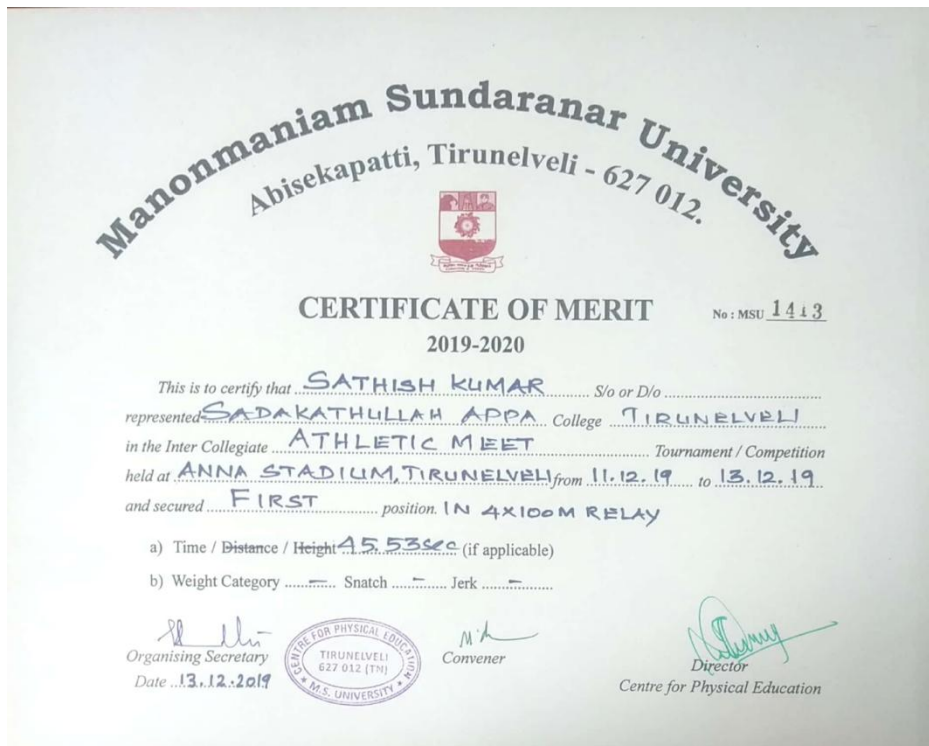 Manonmaniam Sundaranar University
Abisekapatti, Tirunelveli - 627 012.
CERTIFICATE OF MERIT
No : MSU 1413
2019-2020
This is to certify that SATHISH KUMAR S/o or D/o
represented SADAKATHULLAH APPA College TIRUNELVELI
in the Inter Collegiate ATHLETIC MEET Tournament / Competition
held at ANNA STADIUM, TIRUNELVELI from 11.12.19 to 13.12.19
and secured FIRST position. IN 4X100M RELAY
a) Time / Distance / Height 45.53sec (if applicable)
b) Weight Category — Snatch — Jerk —
CENTRE FOR PHYSICAL EDUCATION
TIRUNELVELI
627 012 (TN)
M.S. UNIVERSITY
Organising Secretary
Convener
Director
Date 13.12.2019
Centre for Physical Education